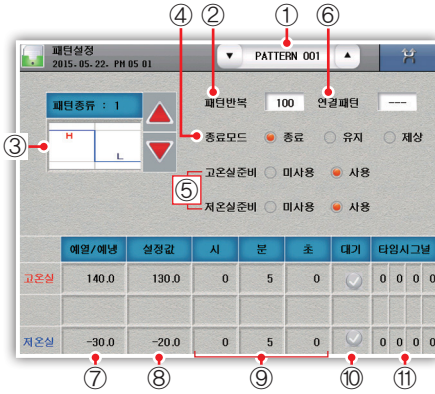 ④ ② ① ⑥
패턴설정
2015.05.22. PM 05 01
▼ PATTERN 001 ▲
패턴종류 : 1
패턴반복 100 연결패턴 ---
③ H L
종료모드 종료 유지 제상
⑤ 고온실준비 미사용 사용
저온실준비 미사용 사용
예열/예냉 설정값 시 분 초 대기 타임시그널
고온실 140.0 130.0 0 5 0 0 0 0 0
저온실 -30.0 -20.0 0 5 0 0 0 0 0
⑦ ⑧ ⑨ ⑩ ⑪